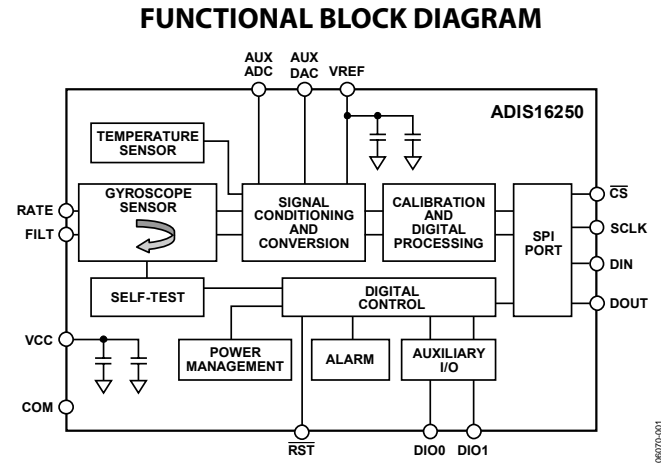 FUNCTIONAL BLOCK DIAGRAM
AUX
ADC
AUX
DAC
VREF
ADIS16250
TEMPERATURE
SENSOR
GYROSCOPE
SENSOR
SIGNAL
CONDITIONING
AND
CONVERSION
CALIBRATION
AND
DIGITAL
PROCESSING
SPI
PORT
RATE
FILT
CS
SCLK
DIN
DOUT
SELF-TEST
DIGITAL
CONTROL
VCC
POWER
MANAGEMENT
ALARM
AUXILIARY
I/O
COM
RST
DIO0
DIO1
06070-001